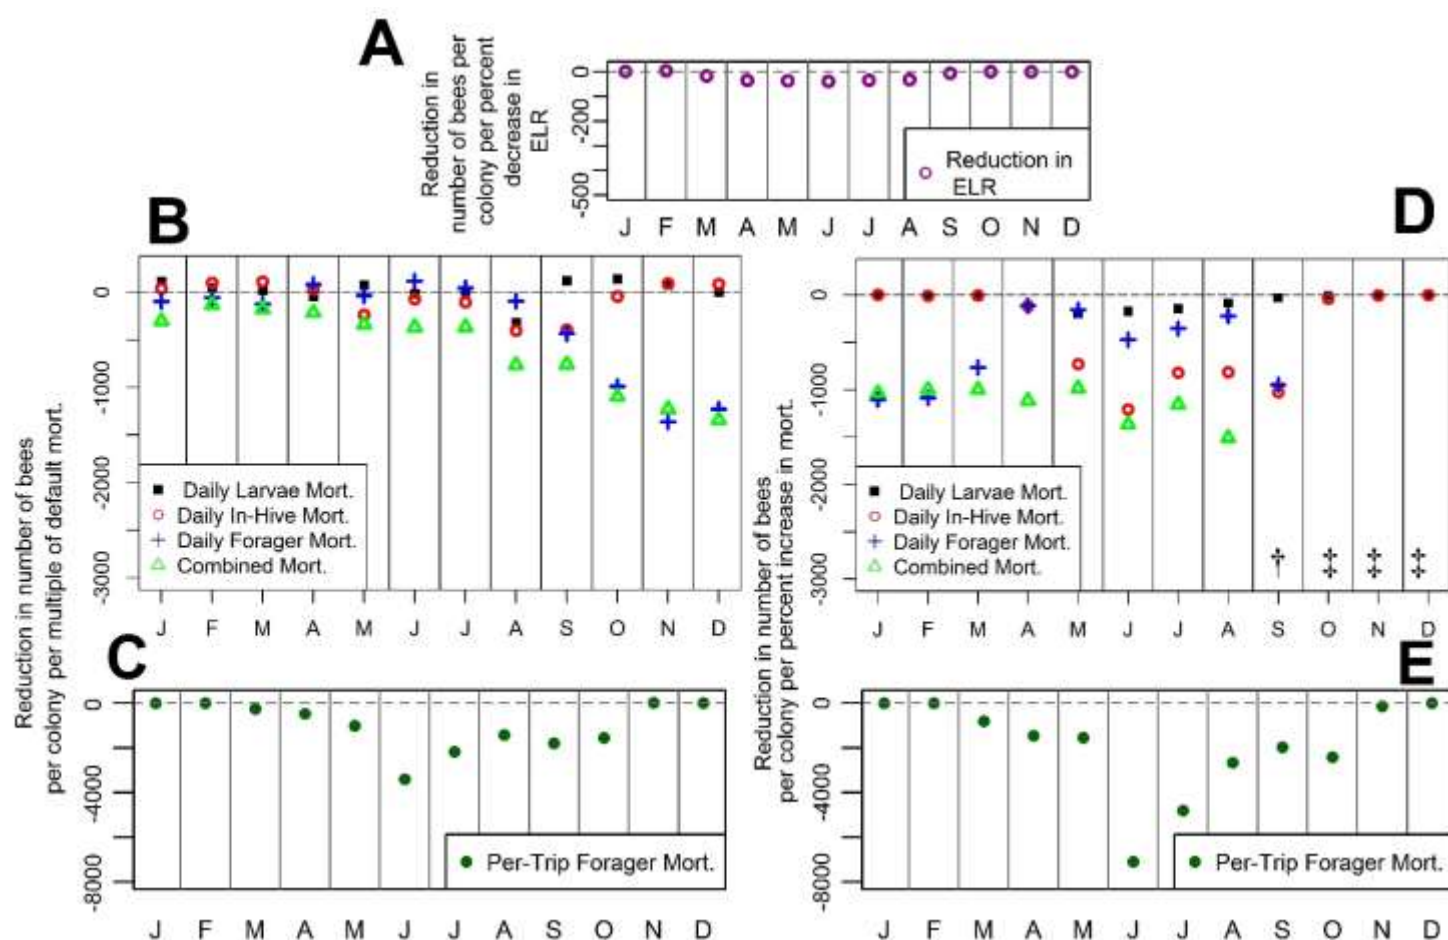 A
Reduction in
number of bees per
colony per percent
decrease in
ELR
0
-200
-500
Reduction in
ELR
J F M A M J J A S O N D
B
Reduction in number of bees
per colony per multiple of default mort.
0
-1000
-2000
-3000
Daily Larvae Mort.
Daily In-Hive Mort.
Daily Forager Mort.
Combined Mort.
J F M A M J J A S O N D
D
Reduction in number of bees
per colony per percent increase in mort.
0
-1000
-2000
-3000
Daily Larvae Mort.
Daily In-Hive Mort.
Daily Forager Mort.
Combined Mort.
† ‡ ‡ ‡
J F M A M J J A S O N D
C
0
-4000
-8000
Per-Trip Forager Mort.
J F M A M J J A S O N D
E
0
-4000
-8000
Per-Trip Forager Mort.
J F M A M J J A S O N D